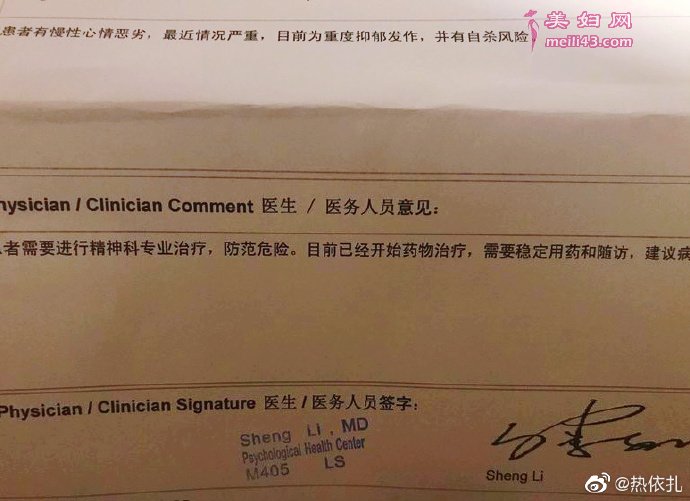 美妇网
meili43.com
患者有慢性心情恶劣，最近情况严重，目前为重度抑郁发作，并有自杀风险
hysician / Clinician Comment 医生 / 医务人员意见：
者需要进行精神科专业治疗，防范危险。目前已经开始药物治疗，需要稳定用药和随访，建议病
Physician / Clinician Signature 医生 / 医务人员签字：
Sheng Li, MD
Psychological Health Center
M405 LS
Sheng Li
@热依扎